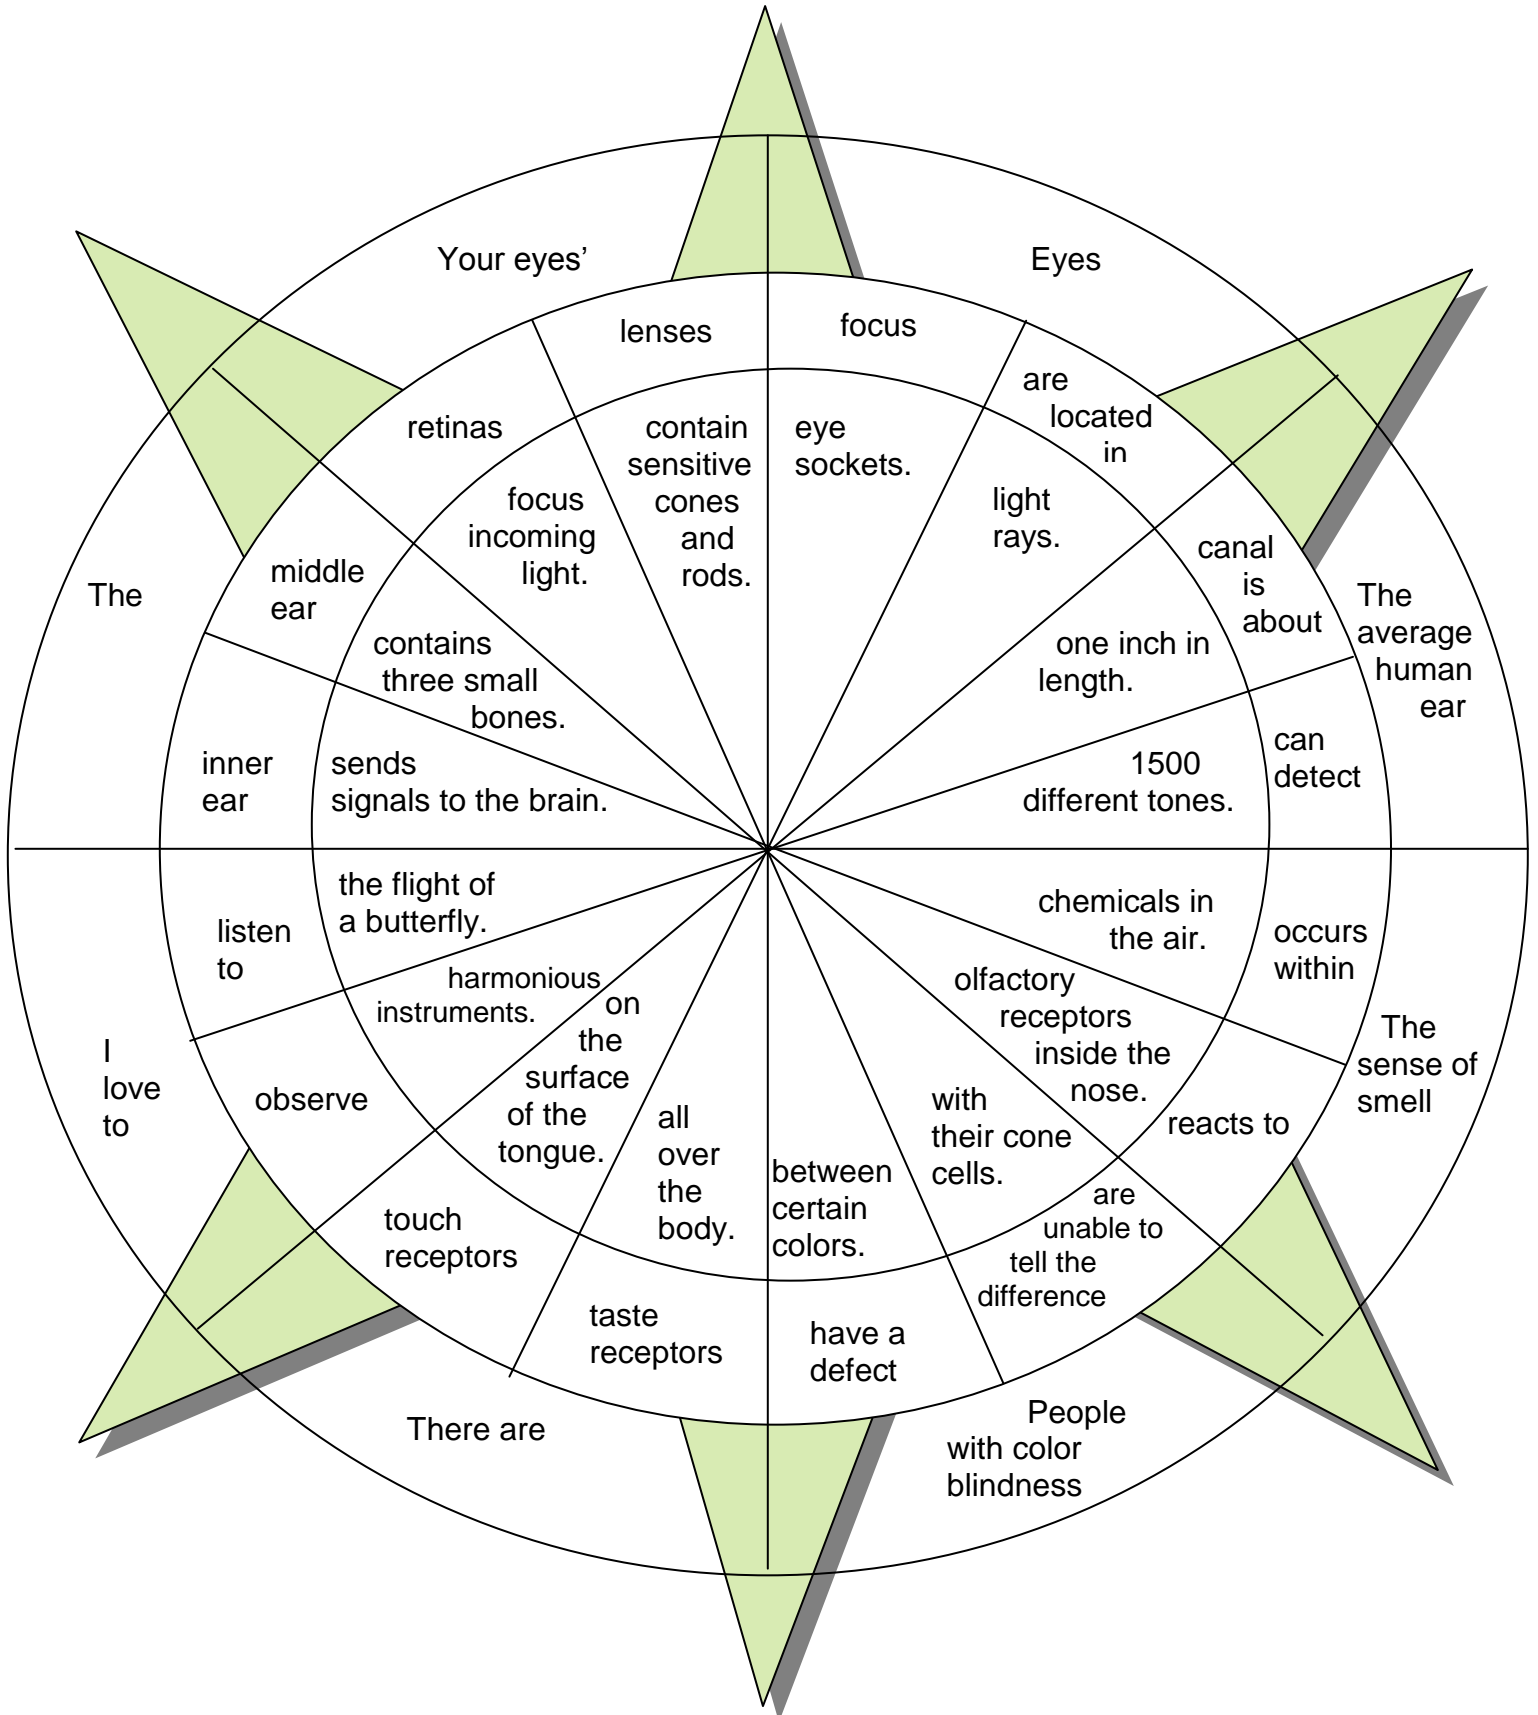 Your eyes’
Eyes
lenses
focus
retinas
are
located
in
contain
sensitive
cones
and
rods.
eye
sockets.
focus
incoming
light.
light
rays.
The
middle
ear
contains
three small
bones.
canal
is
about
one inch in
length.
The
average
human
ear
inner
ear
sends
signals to the brain.
1500
different tones.
can
detect
I
love
to
listen
to
the flight of
a butterfly.
observe
harmonious
instruments.
chemicals in
the air.
occurs
within
olfactory
receptors
inside the
nose.
reacts to
The
sense of
smell
on
the
surface
of the
tongue.
touch
receptors
all
over
the
body.
taste
receptors
There are
between
certain
colors.
have a
defect
with
their cone
cells.
are
unable to
tell the
difference
People
with color
blindness